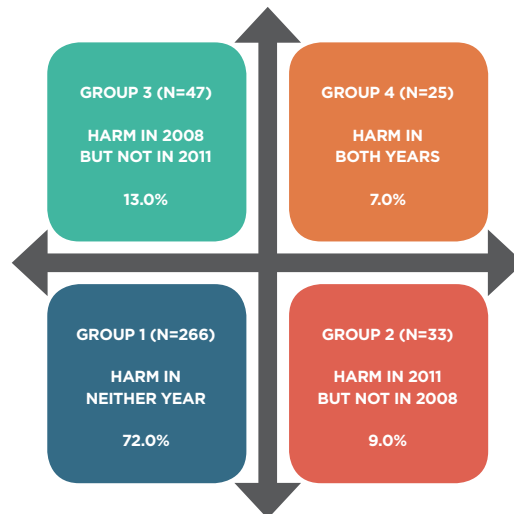 GROUP 3 (N=47)
HARM IN 2008
BUT NOT IN 2011
13.0%
GROUP 4 (N=25)
HARM IN
BOTH YEARS
7.0%
GROUP 1 (N=266)
HARM IN
NEITHER YEAR
72.0%
GROUP 2 (N=33)
HARM IN 2011
BUT NOT IN 2008
9.0%